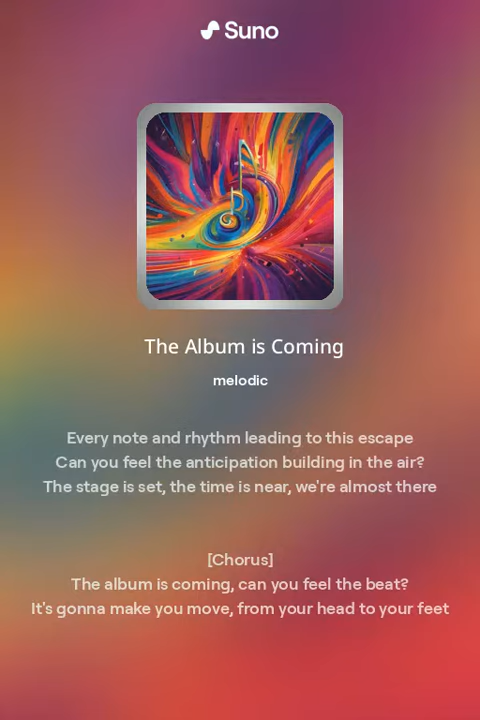 Suno
The Album is Coming
melodic
Every note and rhythm leading to this escape
Can you feel the anticipation building in the air?
The stage is set, the time is near, we're almost there
[Chorus]
The album is coming, can you feel the beat?
It's gonna make you move, from your head to your feet